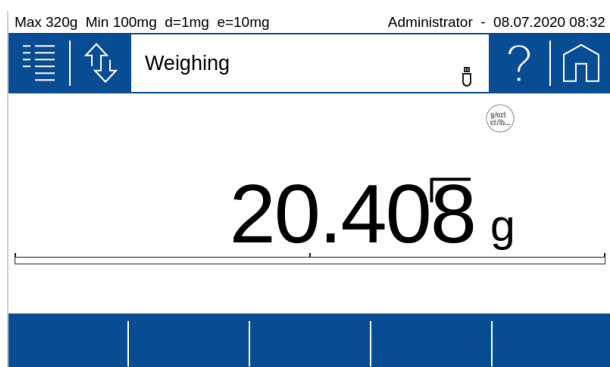 Max 320g Min 100mg d=1mg e=10mg Administrator - 08.07.2020 08:32
Weighing
?
g/ozt
ct/lb...
20.408 g